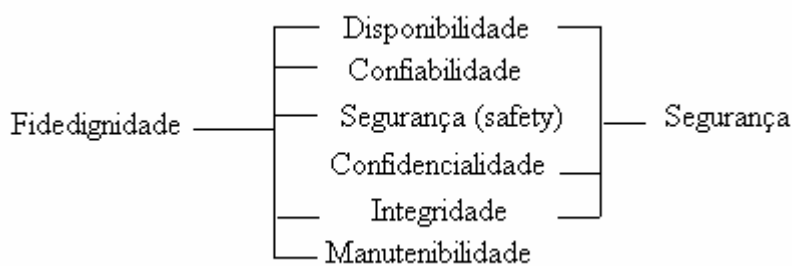 Disponibilidade
Confiabilidade
Fidedignidade
Segurança (safety)
Segurança
Confidencialidade
Integridade
Manutenibilidade